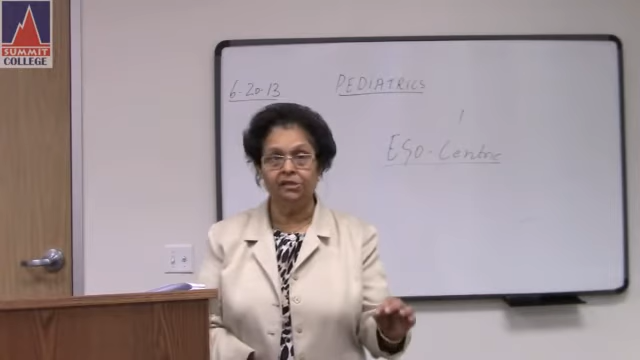 SUMMIT
COLLEGE
6-20-13
PEDIATRICS
Ego-Centric